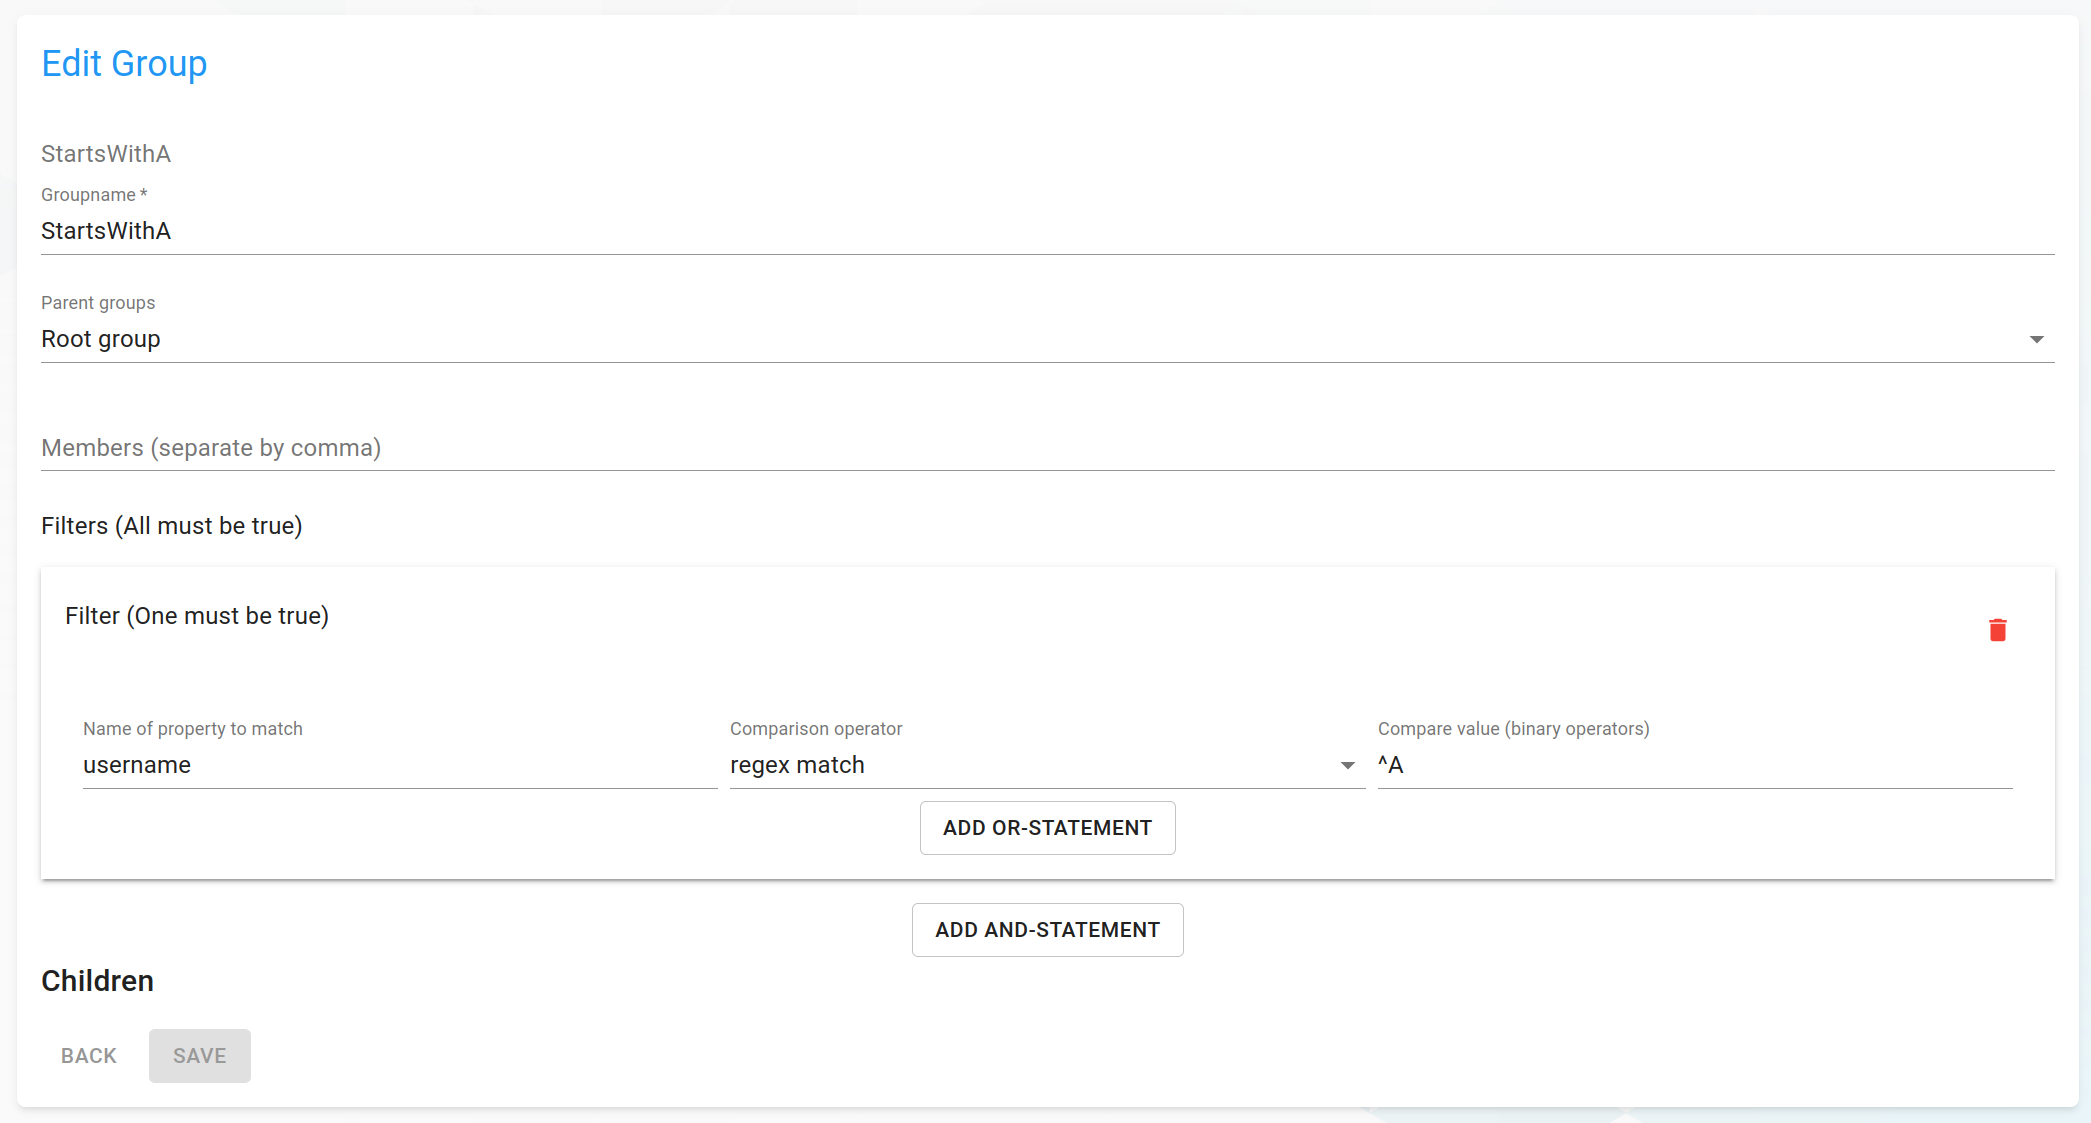 Edit Group
StartsWithA
Groupname *
StartsWithA
Parent groups
Root group
Members (separate by comma)
Filters (All must be true)
Filter (One must be true)
Name of property to match
username
Comparison operator
regex match
Compare value (binary operators)
^A
ADD OR-STATEMENT
ADD AND-STATEMENT
Children
BACK
SAVE